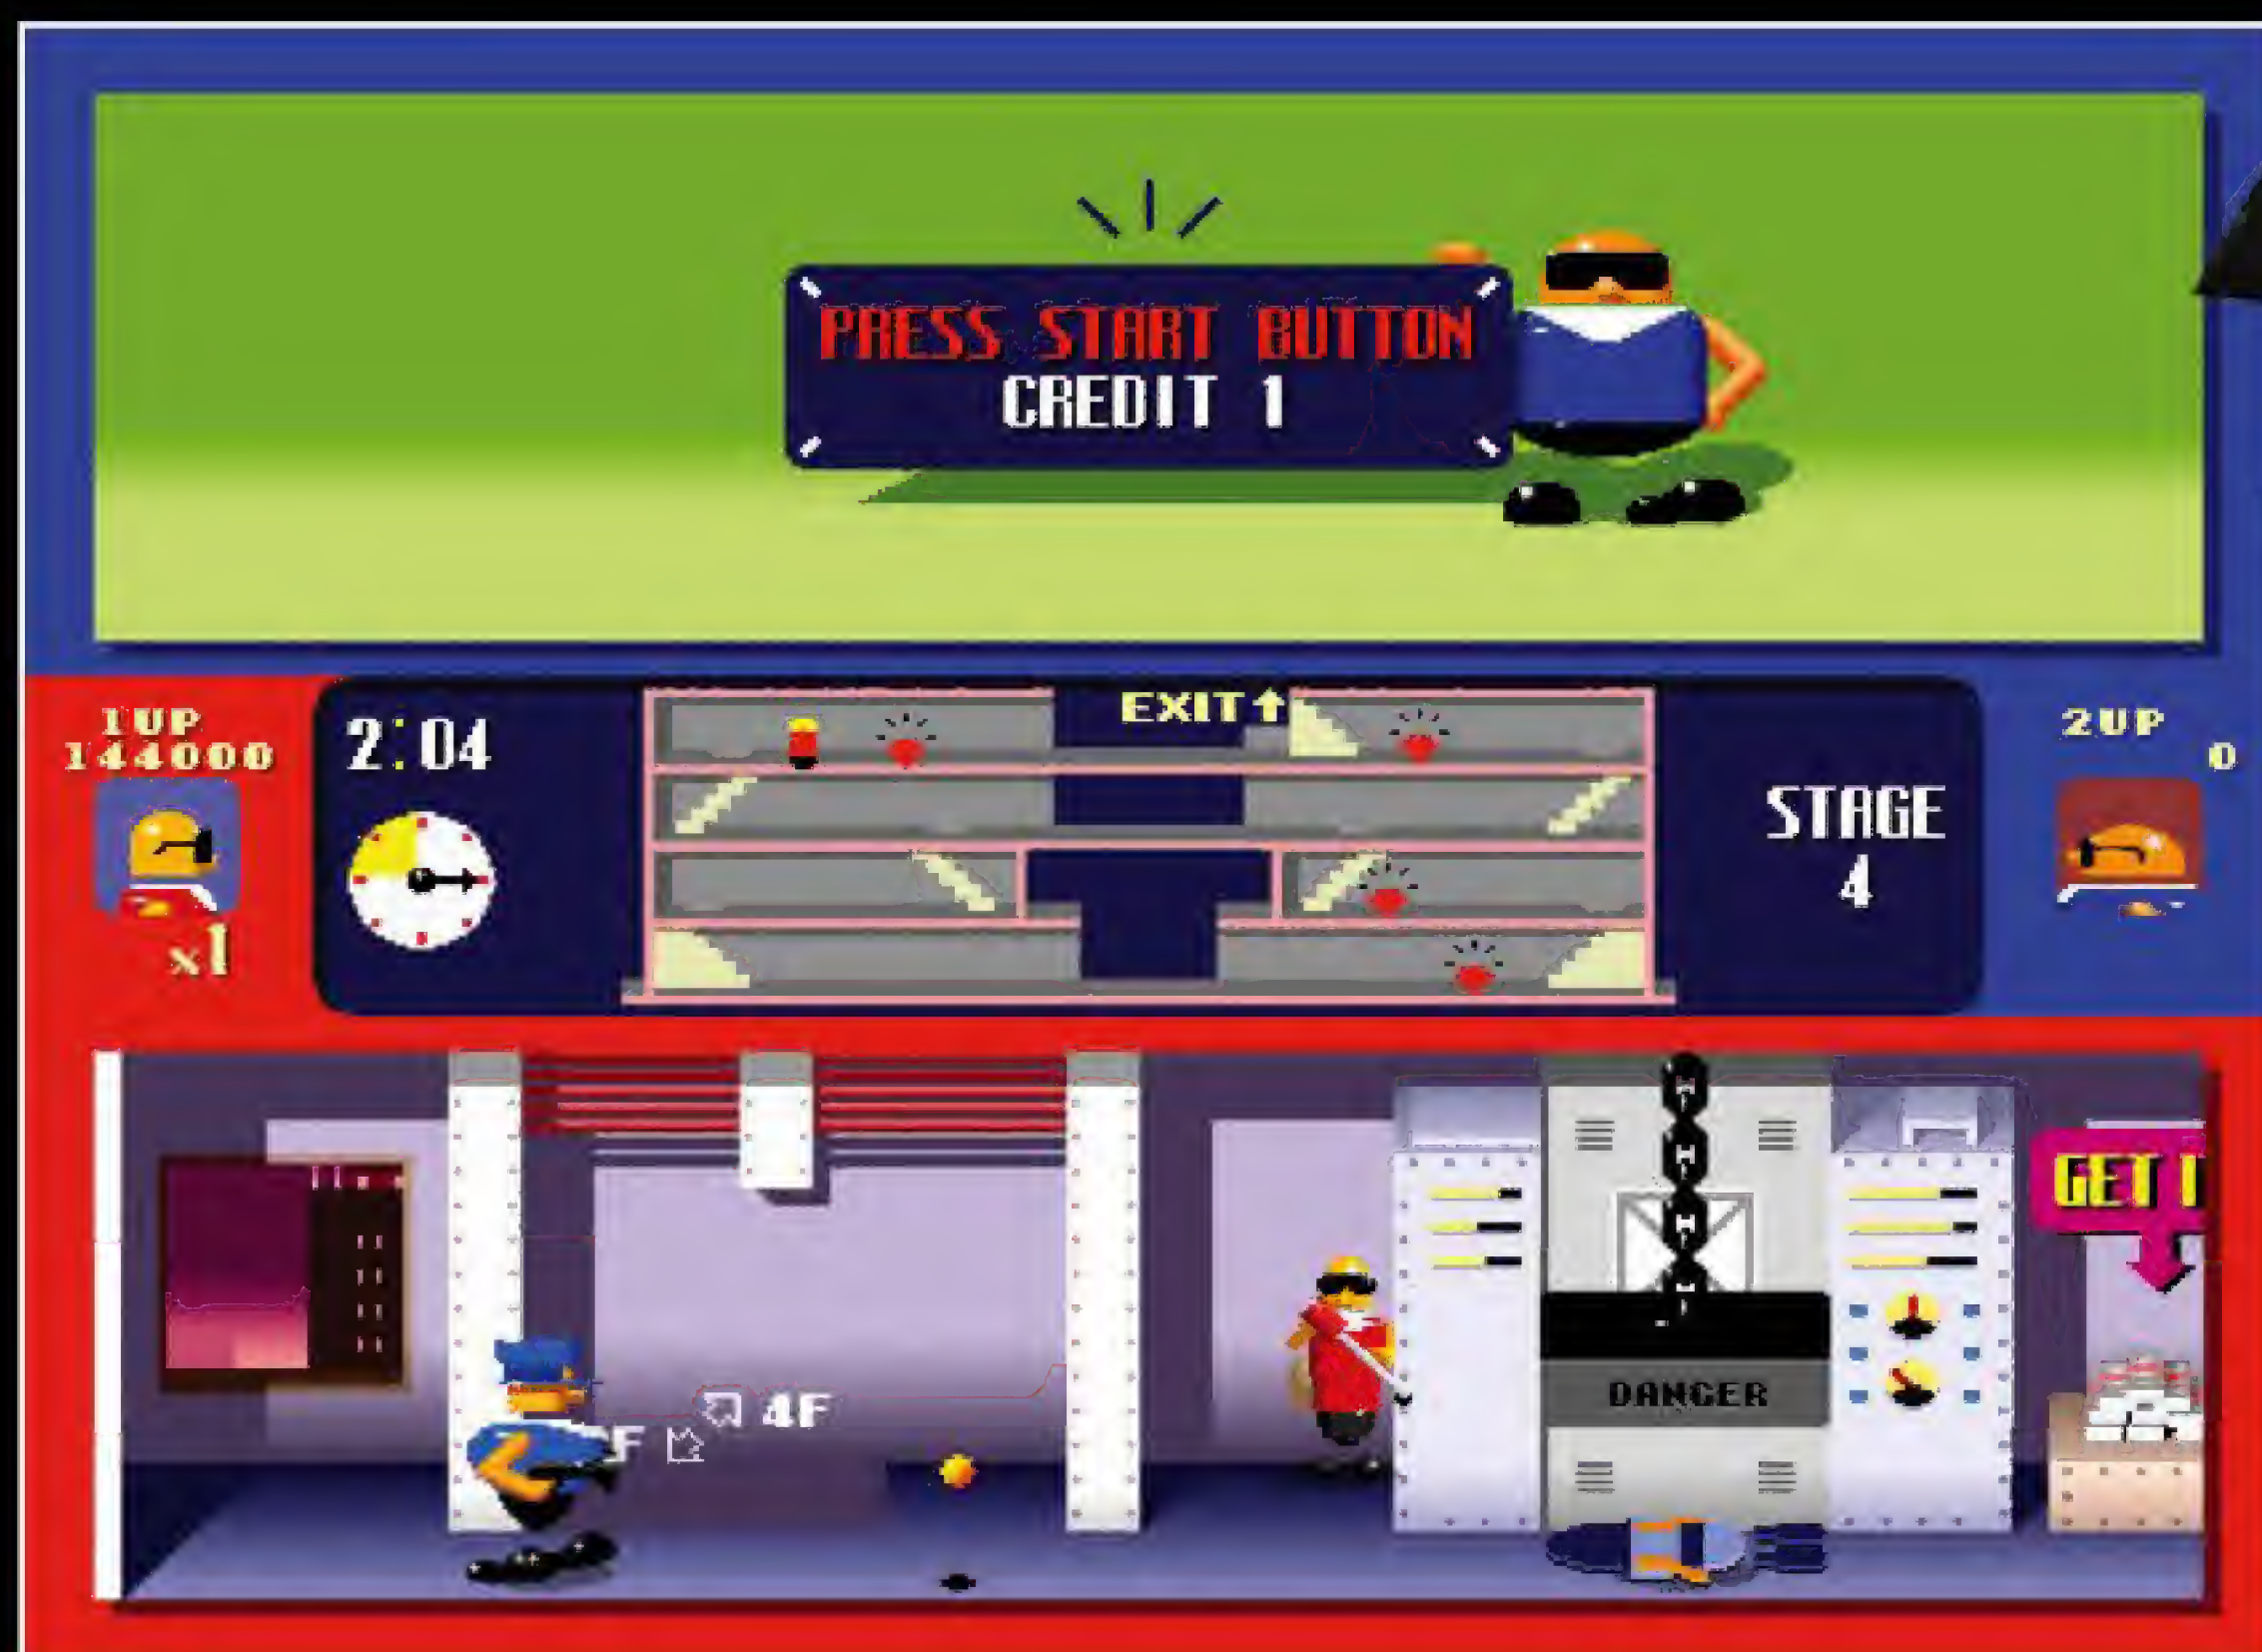 PRESS START BUTTON
CREDIT 1
1UP
144000
2:04
EXIT↑
2UP
0
STAGE
4
x1
GET I
4F
F
DANGER